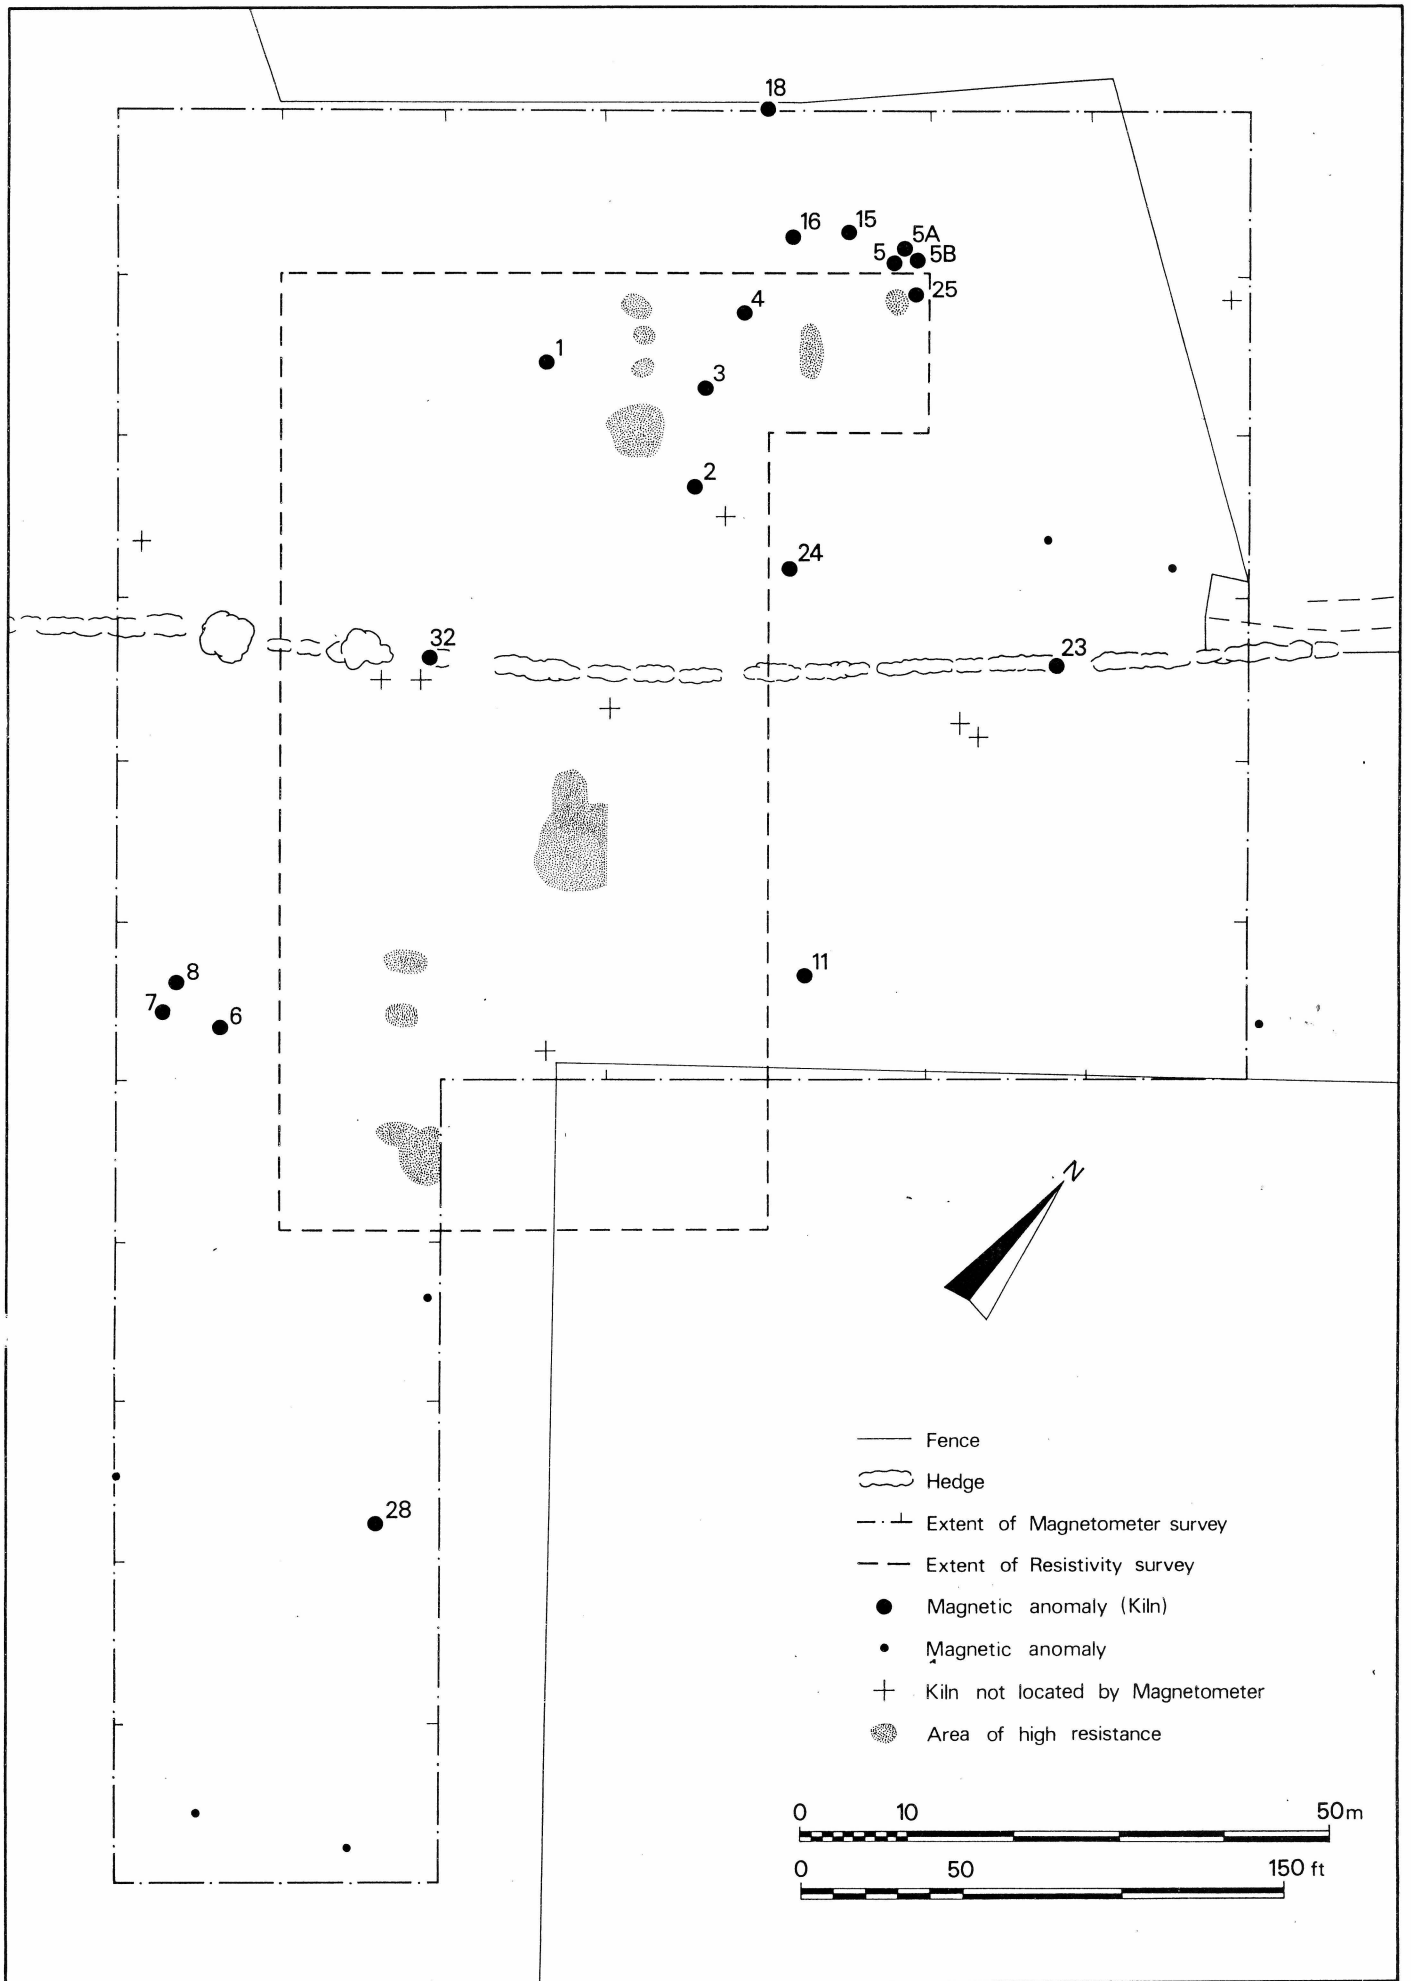 18
16
15
5A
5
5B
25
4
1
3
2
24
32
23
8
11
7
6
N
28
Fence
Hedge
Extent of Magnetometer survey
Extent of Resistivity survey
Magnetic anomaly (Kiln)
Magnetic anomaly
Kiln not located by Magnetometer
Area of high resistance
0 10 50m
0 50 150 ft